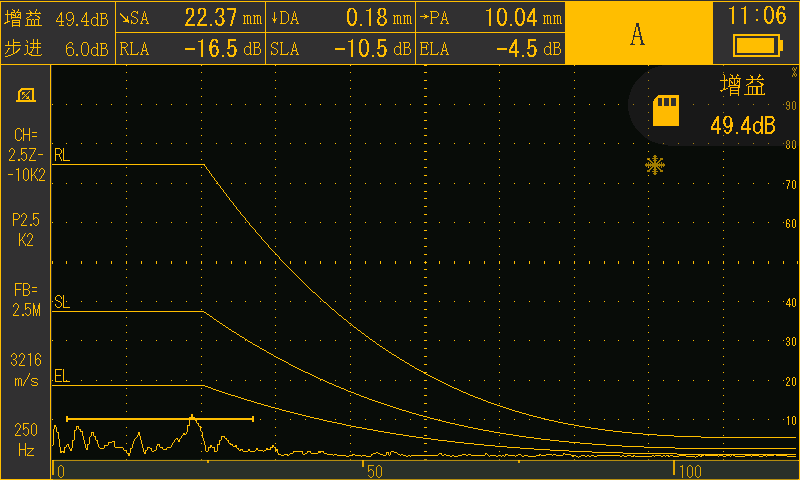 增益 49.4dB
步进 6.0dB
↘SA 22.37 mm
↓DA 0.18 mm
→PA 10.04 mm
RLA -16.5 dB
SLA -10.5 dB
ELA -4.5 dB
A
11:06
增益
49.4dB
CH=
2.5Z-
-10K2
P2.5
K2
FB=
2.5M
3216
m/s
250
Hz
RL
SL
EL
%
90
80
70
60
40
30
20
10
0
50
100